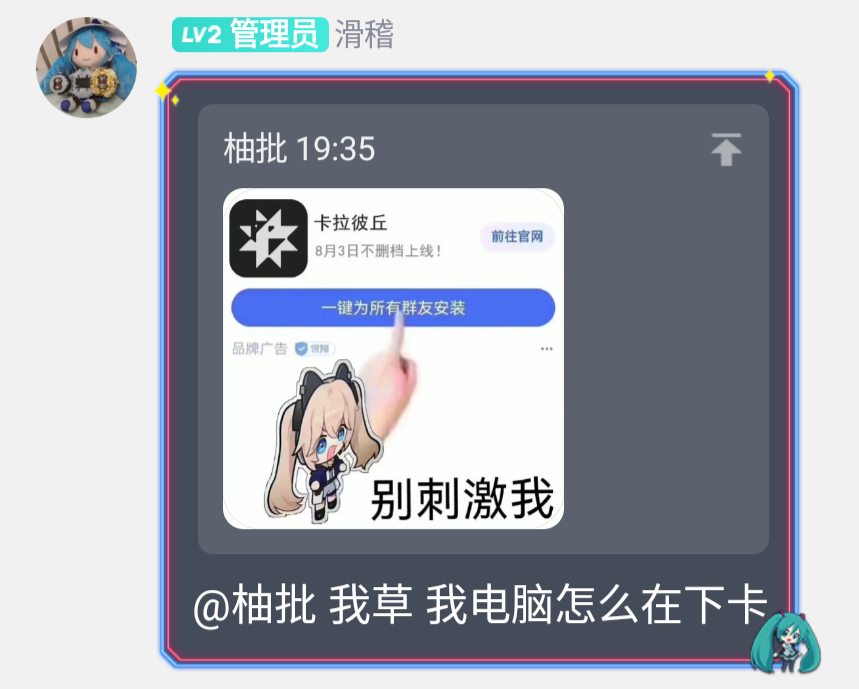 LV2 管理员 滑稽
柚批 19:35
卡拉彼丘
8月3日不删档上线！
前往官网
一键为所有群友安装
品牌广告 保障
别刺激我
@柚批 我草 我电脑怎么在下卡